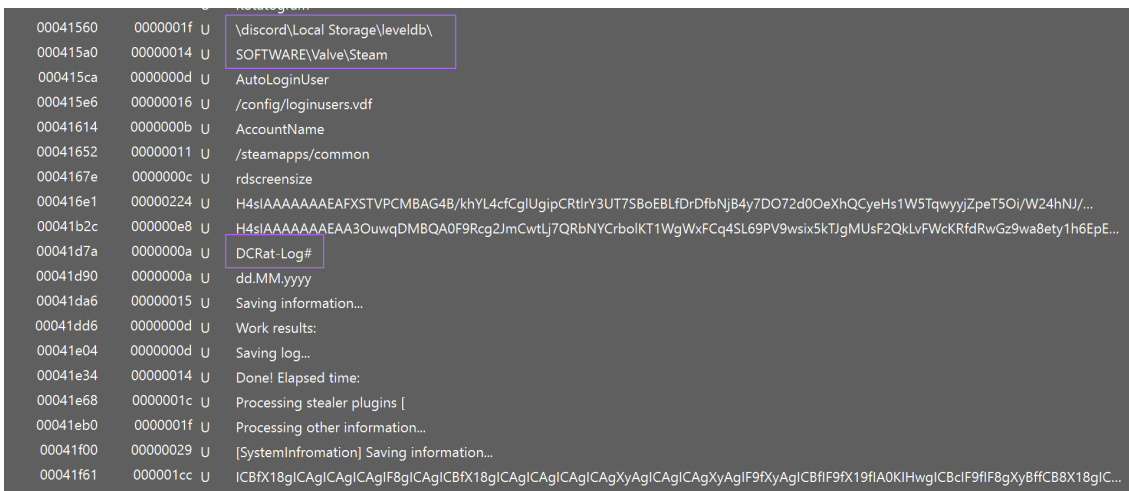 00041560 0000001f U \discord\Local Storage\leveldb\
000415a0 00000014 U SOFTWARE\Valve\Steam
000415ca 0000000d U AutoLoginUser
000415e6 00000016 U /config/loginusers.vdf
00041614 0000000b U AccountName
00041652 00000011 U /steamapps/common
0004167e 0000000c U rdscreensize
000416e1 00000224 U H4sIAAAAAAAEAFXSTVPCMBAG4B/khYL4cfCglUgipCRtlrY3UT7SBoEBLfDrDfbNjB4y7DO72d0OeXhQCyeHs1W5TqwyyjZpeT5Oi/W24hNJ/...
00041b2c 000000e8 U H4sIAAAAAAAEAA3OuwqDMBQA0F9Rcg2JmCwtLj7QRbNYCrbolKT1WgWxFCq4SL69PV9wsix5kTJgMUsF2QkLvFWcKRfdRwGz9wa8ety1h6EpE...
00041d7a 0000000a U DCRat-Log#
00041d90 0000000a U dd.MM.yyyy
00041da6 00000015 U Saving information...
00041dd6 0000000d U Work results:
00041e04 0000000d U Saving log...
00041e34 00000014 U Done! Elapsed time:
00041e68 0000001c U Processing stealer plugins [
00041eb0 0000001f U Processing other information...
00041f00 00000029 U [SystemInfromation] Saving information...
00041f61 000001cc U ICBfX18gICAgICAgICAgIF8gICAgICBfX18gICAgICAgICAgICAgXyAgICAgICAgXyAgIF9fXyAgICBfIF9fX19fIA0KIHwgICBcIF9fIF8gXyBffCB8X18gIC...